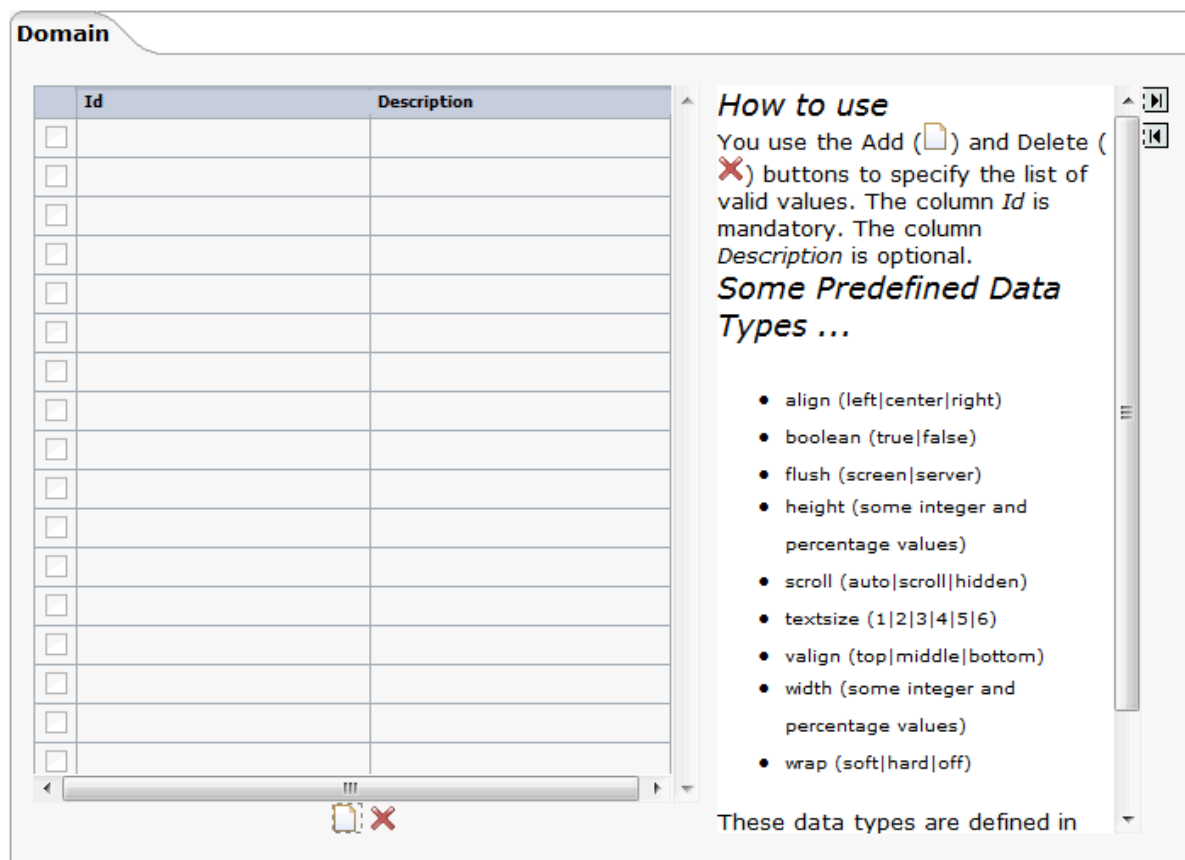 Domain
Id Description
How to use
You use the Add ( ) and Delete (
) buttons to specify the list of
valid values. The column Id is
mandatory. The column
Description is optional.
Some Predefined Data
Types ...
• align (left|center|right)
• boolean (true|false)
• flush (screen|server)
• height (some integer and
percentage values)
• scroll (auto|scroll|hidden)
• textsize (1|2|3|4|5|6)
• valign (top|middle|bottom)
• width (some integer and
percentage values)
• wrap (soft|hard|off)
These data types are defined in